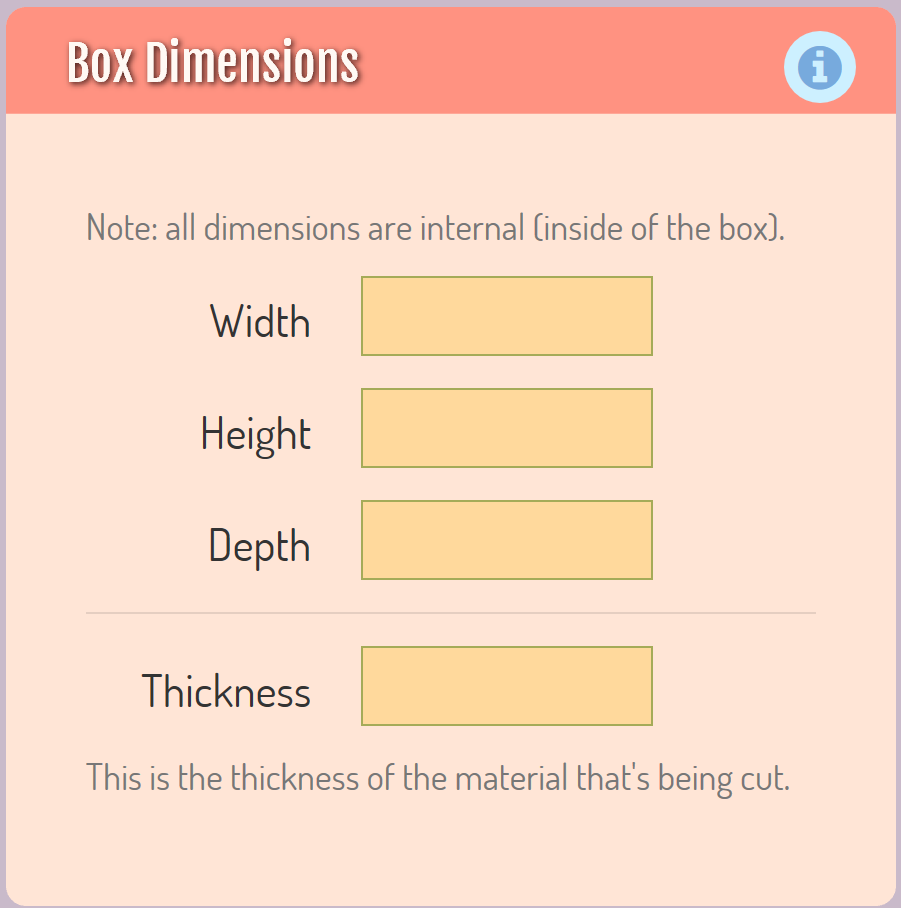 Box Dimensions
Note: all dimensions are internal (inside of the box).
Width
Height
Depth
Thickness
This is the thickness of the material that's being cut.